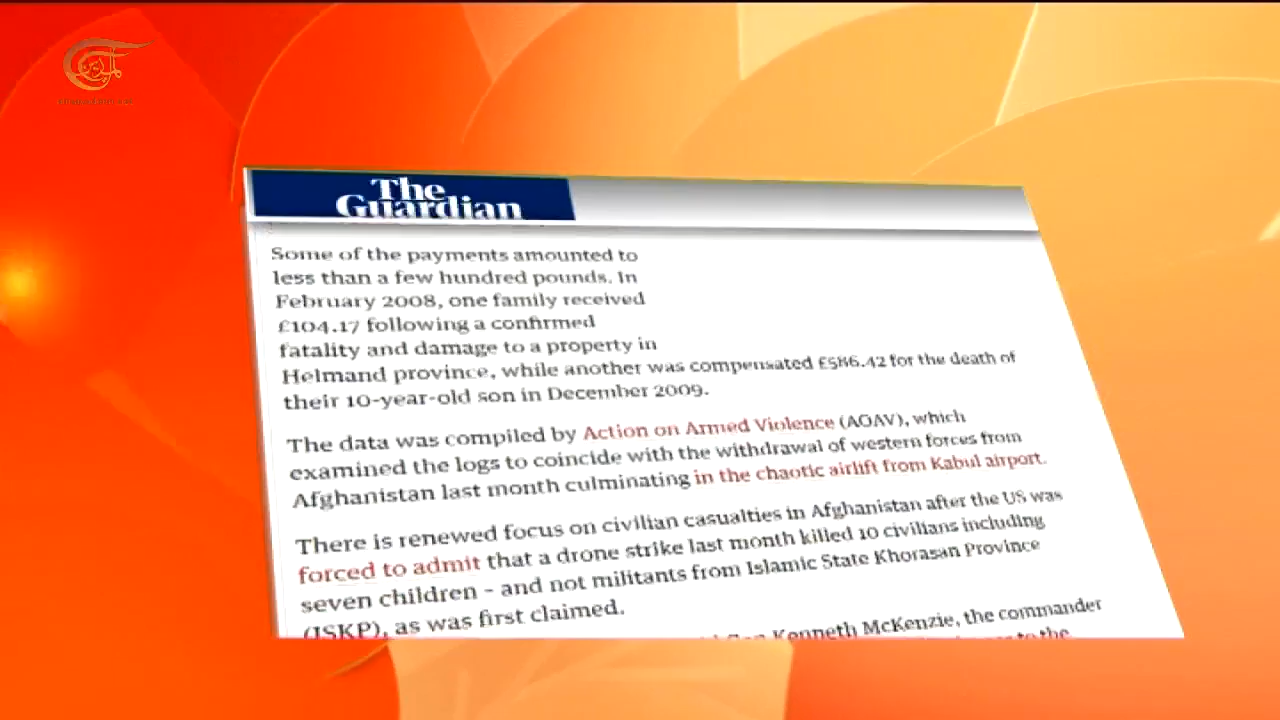 الميادين
The
Guardian
Some of the payments amounted to
less than a few hundred pounds. In
February 2008, one family received
£104.17 following a confirmed
fatality and damage to a property in
Helmand province, while another was compensated £586.42 for the death of
their 10-year-old son in December 2009.
The data was compiled by Action on Armed Violence (AOAV), which
examined the logs to coincide with the withdrawal of western forces from
Afghanistan last month culminating in the chaotic airlift from Kabul airport.
There is renewed focus on civilian casualties in Afghanistan after the US was
forced to admit that a drone strike last month killed 10 civilians including
seven children – and not militants from Islamic State Khorasan Province
(ISKP), as was first claimed.
Gen Kenneth McKenzie, the commander
to the